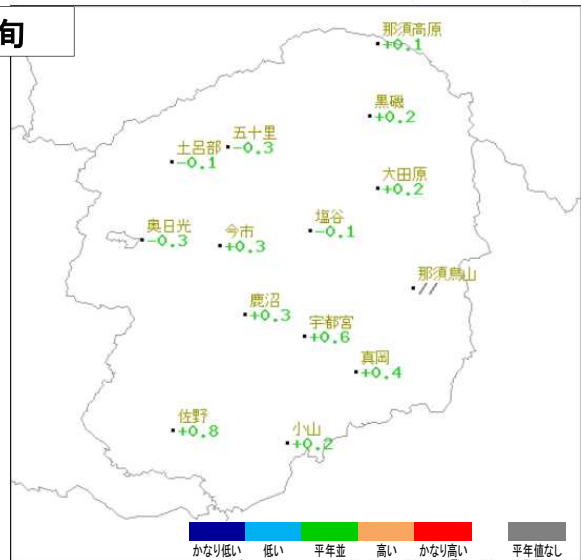 旬
那須高原
+0.1
黒磯
+0.2
五十里
-0.3
土呂部
-0.1
大田原
+0.2
塩谷
-0.1
奥日光
-0.3
今市
+0.3
那須烏山
//
鹿沼
+0.3
宇都宮
+0.6
真岡
+0.4
佐野
+0.8
小山
+0.2
かなり低い 低い 平年並 高い かなり高い 平年値なし